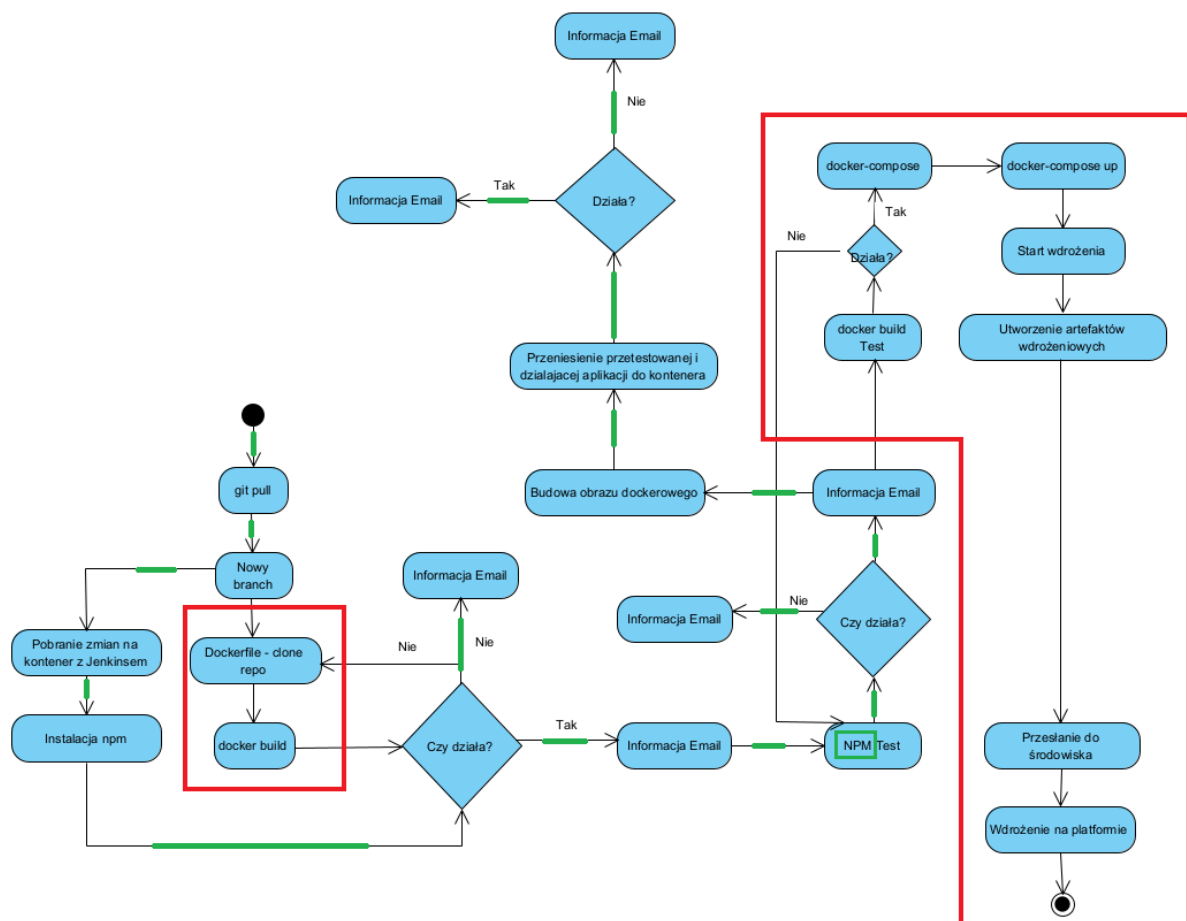 Informacja Email
Nie
Tak
Informacja Email
Działa?
docker-compose
docker-compose up
Tak
Nie
Działa?
Start wdrożenia
docker build
Test
Utworzenie artefaktów
wdrożeniowych
Przeniesienie przetestowanej i
dzialajacej aplikacji do kontenera
git pull
Budowa obrazu dockerowego
Informacja Email
Nowy
branch
Informacja Email
Nie
Informacja Email
Czy działa?
Pobranie zmian na
kontener z Jenkinsem
Dockerfile - clone
repo
Nie
Nie
Instalacja npm
docker build
Czy działa?
Tak
Informacja Email
NPM Test
Przesłanie do
środowiska
Wdrożenie na platformie